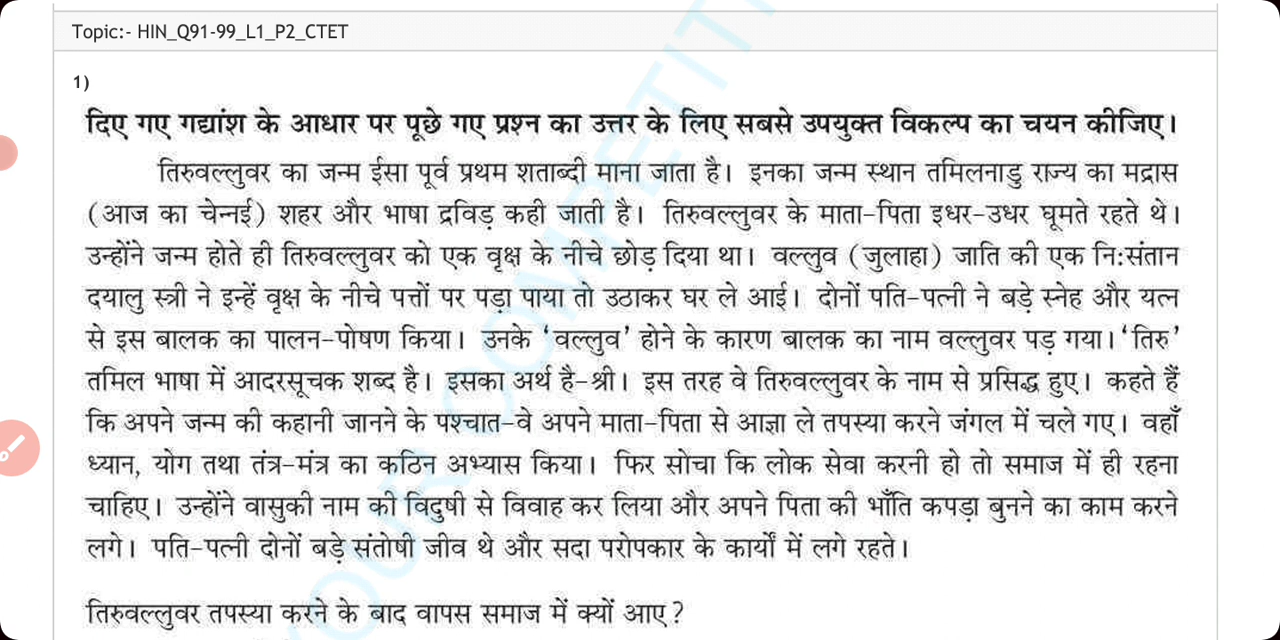 Topic:- HIN_Q91-99_L1_P2_CTET
1)
दिए गए गद्यांश के आधार पर पूछे गए प्रश्न का उत्तर के लिए सबसे उपयुक्त विकल्प का चयन कीजिए।
तिरुवल्लुवर का जन्म ईसा पूर्व प्रथम शताब्दी माना जाता है। इनका जन्म स्थान तमिलनाडु राज्य का मद्रास
(आज का चेन्नई) शहर और भाषा द्रविड़ कही जाती है। तिरुवल्लुवर के माता-पिता इधर-उधर घूमते रहते थे।
उन्होंने जन्म होते ही तिरुवल्लुवर को एक वृक्ष के नीचे छोड़ दिया था। वल्लुव (जुलाहा) जाति की एक नि:संतान
दयालु स्त्री ने इन्हें वृक्ष के नीचे पत्तों पर पड़ा पाया तो उठाकर घर ले आई। दोनों पति-पत्नी ने बड़े स्नेह और यत्न
से इस बालक का पालन-पोषण किया। उनके ‘वल्लुव’ होने के कारण बालक का नाम वल्लुवर पड़ गया। ‘तिरु’
तमिल भाषा में आदरसूचक शब्द है। इसका अर्थ है-श्री। इस तरह वे तिरुवल्लुवर के नाम से प्रसिद्ध हुए। कहते हैं
कि अपने जन्म की कहानी जानने के पश्चात-वे अपने माता-पिता से आज्ञा ले तपस्या करने जंगल में चले गए। वहाँ
ध्यान, योग तथा तंत्र-मंत्र का कठिन अभ्यास किया। फिर सोचा कि लोक सेवा करनी हो तो समाज में ही रहना
चाहिए। उन्होंने वासुकी नाम की विदुषी से विवाह कर लिया और अपने पिता की भाँति कपड़ा बुनने का काम करने
लगे। पति-पत्नी दोनों बड़े संतोषी जीव थे और सदा परोपकार के कार्यों में लगे रहते।
तिरुवल्लुवर तपस्या करने के बाद वापस समाज में क्यों आए?
YOUR COMPETIT